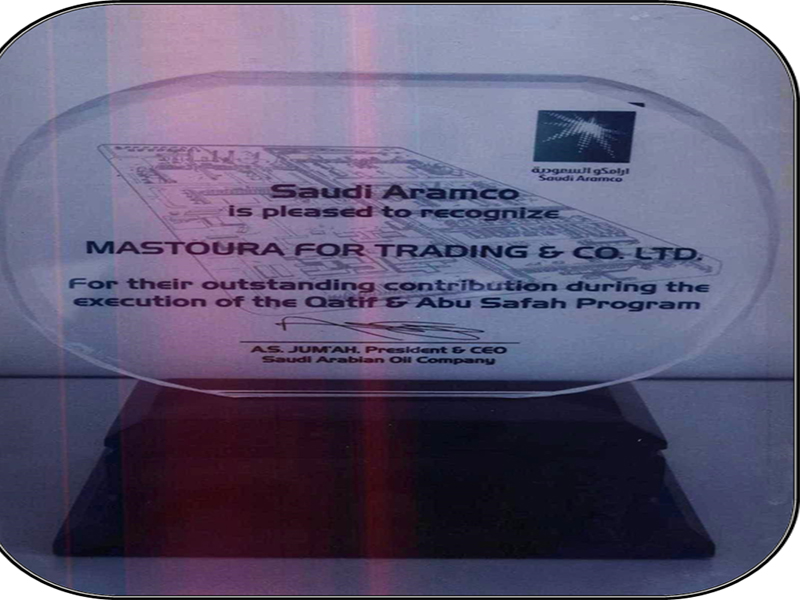 ارامكو السعودية
Saudi Aramco
Saudi Aramco
is pleased to recognize
MASTOURA FOR TRADING & CO. LTD.
For their outstanding contribution during the
execution of the Qatif & Abu Safah Program
A.S. JUM'AH, President & CEO
Saudi Arabian Oil Company